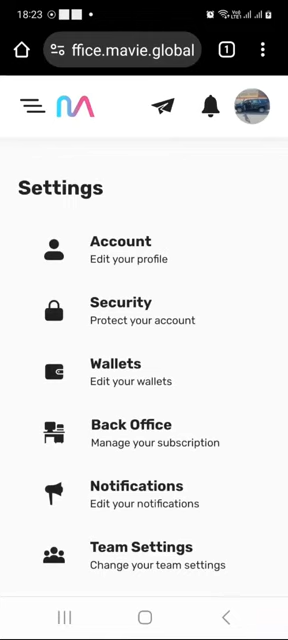 18:23
ffice.mavie.global
1
Settings
Account
Edit your profile
Security
Protect your account
Wallets
Edit your wallets
Back Office
Manage your subscription
Notifications
Edit your notifications
Team Settings
Change your team settings